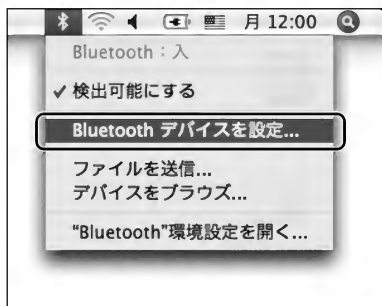 月 12:00
Bluetooth：入
✓ 検出可能にする
Bluetooth デバイスを設定...
ファイルを送信...
デバイスをブラウズ...
“Bluetooth”環境設定を開く...